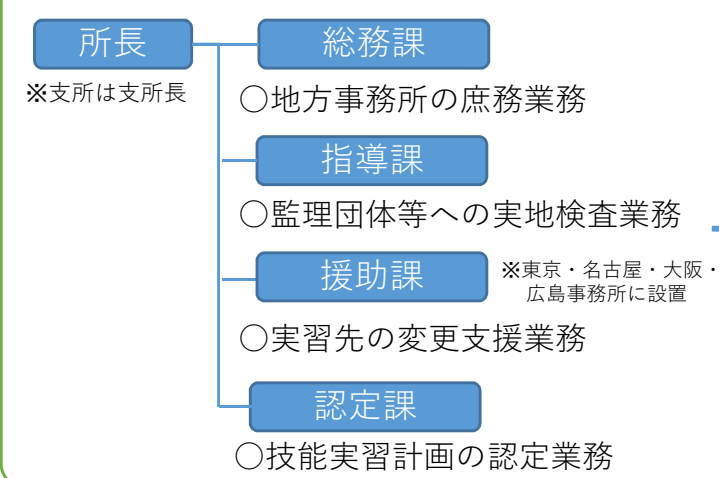 所長
総務課
※支所は支所長
○地方事務所の庶務業務
指導課
○監理団体等への実地検査業務
援助課
※東京・名古屋・大阪・
広島事務所に設置
○実習先の変更支援業務
認定課
○技能実習計画の認定業務